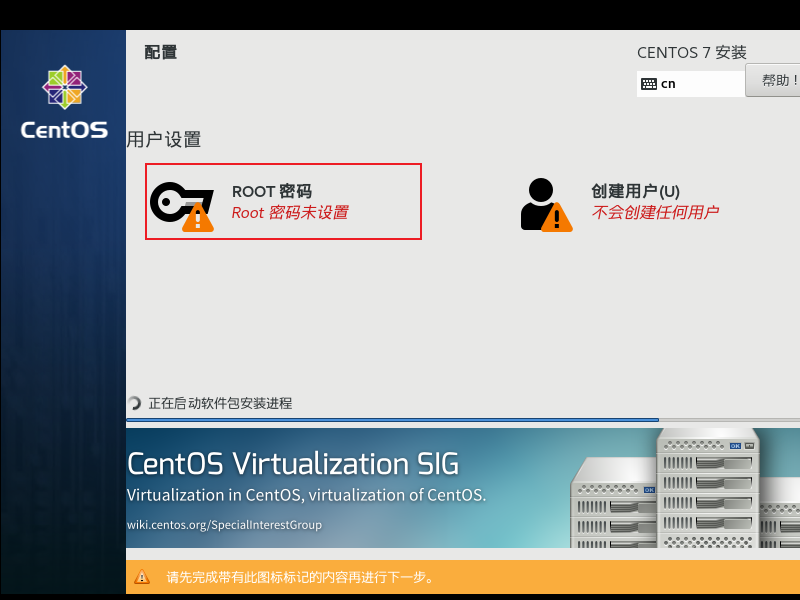 配置
CENTOS 7 安装
cn
帮助！
CentOS
用户设置
ROOT 密码
Root 密码未设置
创建用户(U)
不会创建任何用户
正在启动软件包安装进程
CentOS Virtualization SIG
Virtualization in CentOS, virtualization of CentOS.
wiki.centos.org/SpecialInterestGroup
请先完成带有此图标标记的内容再进行下一步。